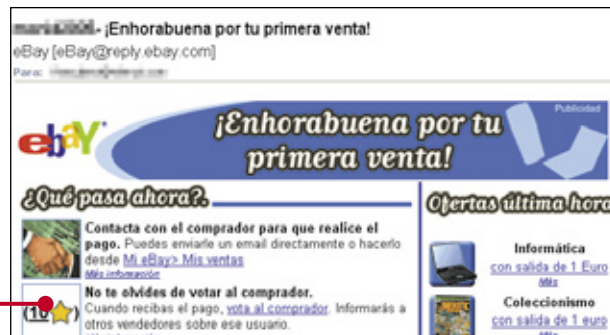 - ¡Enhorabuena por tu primera venta!
eBay [eBay@reply.ebay.com]
Para:
Publicidad
ebY
¡Enhorabuena por tu
primera venta!
¿Qué pasa ahora?.
Contacta con el comprador para que realice el
pago. Puedes enviarle un email directamente o hacerlo
desde Mi eBay> Mis ventas
Más información
(10)
No te olvides de votar al comprador.
Cuando recibas el pago, vota al comprador. Informarás a
otros vendedores sobre ese usuario.
Ofertas última hora
Informática
con salida de 1 Euro
Más
Coleccionismo
con salida de 1 euro